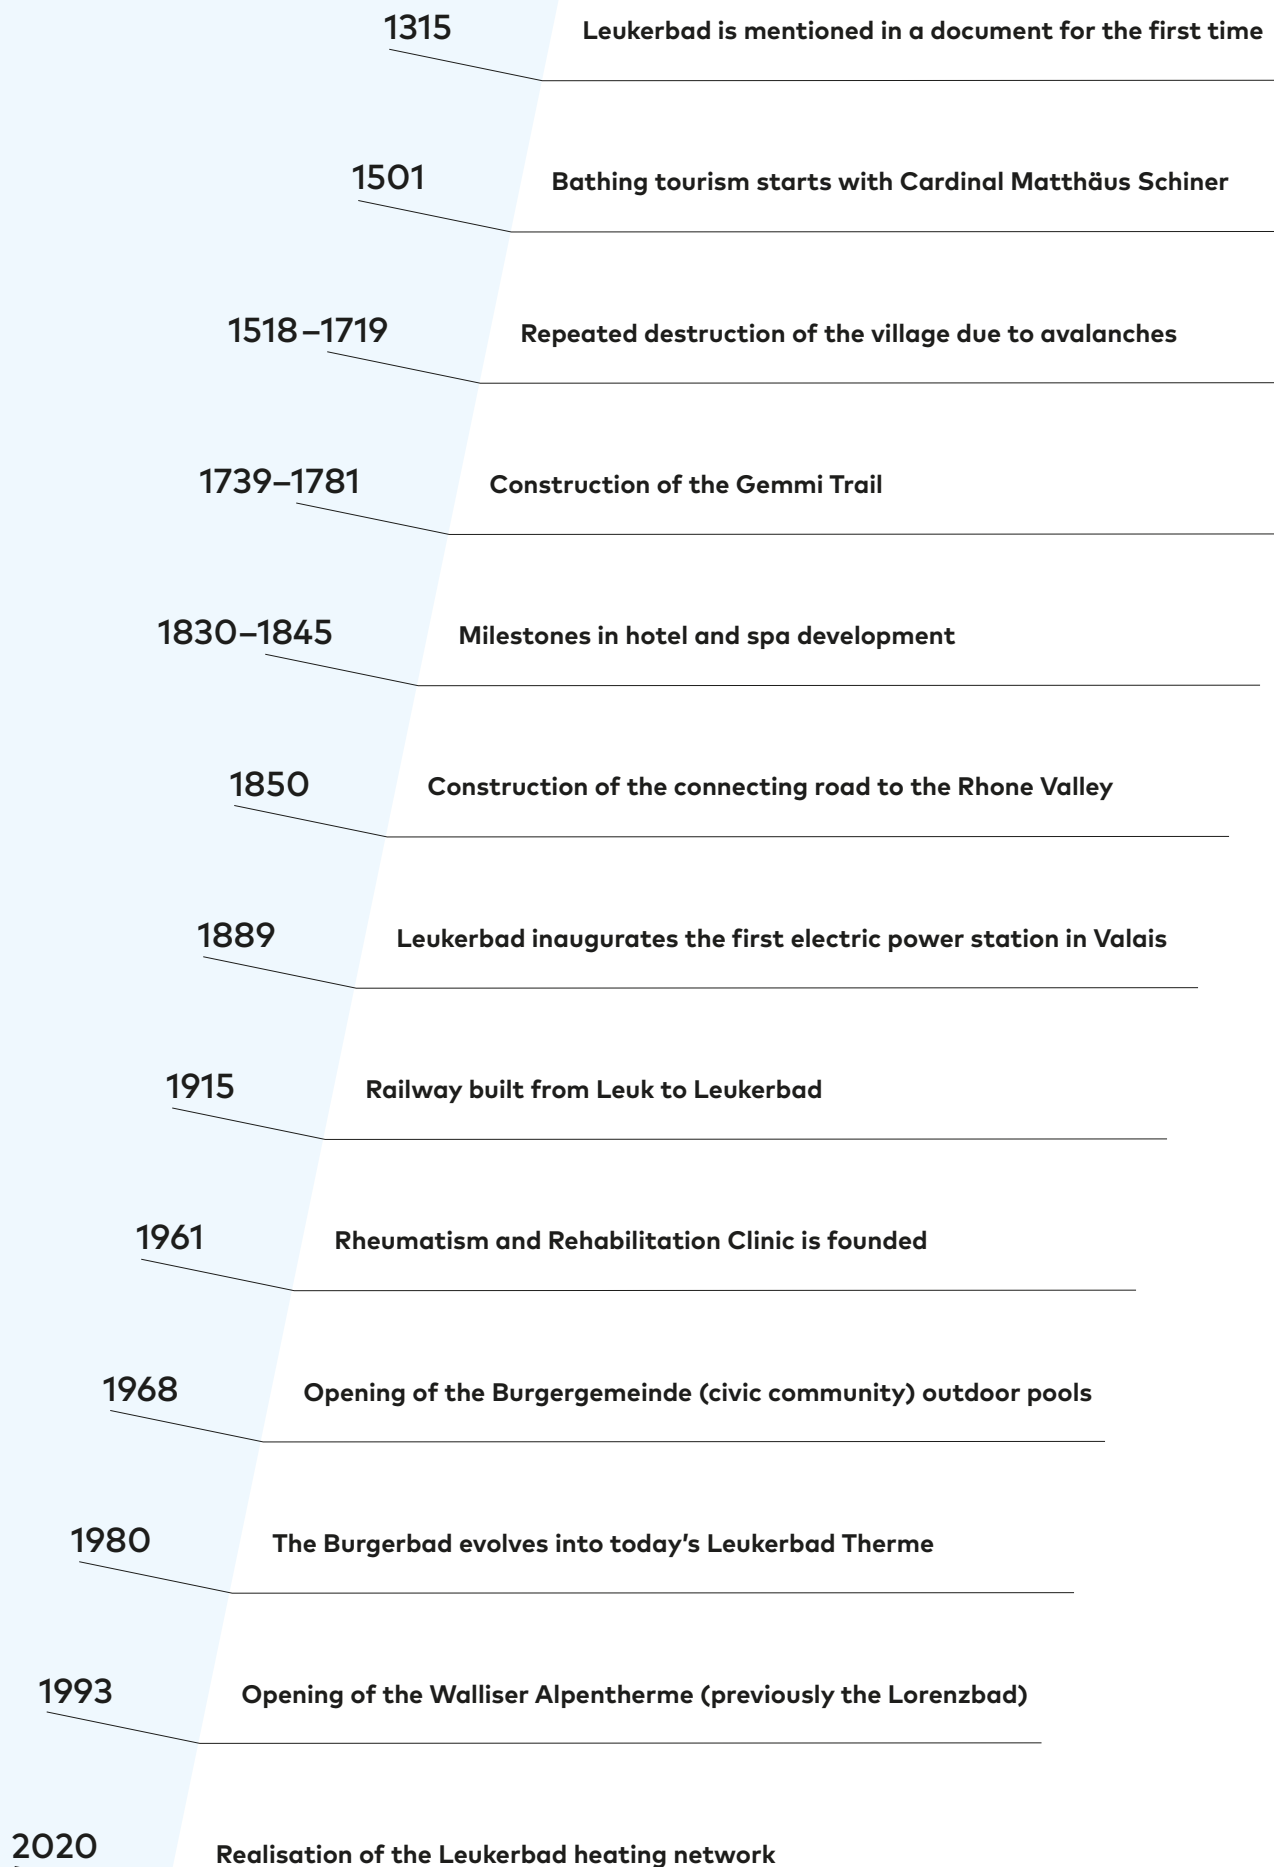 1315 Leukerbad is mentioned in a document for the first time
1501 Bathing tourism starts with Cardinal Matthäus Schiner
1518–1719 Repeated destruction of the village due to avalanches
1739–1781 Construction of the Gemmi Trail
1830–1845 Milestones in hotel and spa development
1850 Construction of the connecting road to the Rhone Valley
1889 Leukerbad inaugurates the first electric power station in Valais
1915 Railway built from Leuk to Leukerbad
1961 Rheumatism and Rehabilitation Clinic is founded
1968 Opening of the Burgergemeinde (civic community) outdoor pools
1980 The Burgerbad evolves into today's Leukerbad Therme
1993 Opening of the Walliser Alpentherme (previously the Lorenzbad)
2020 Realisation of the Leukerbad heating network